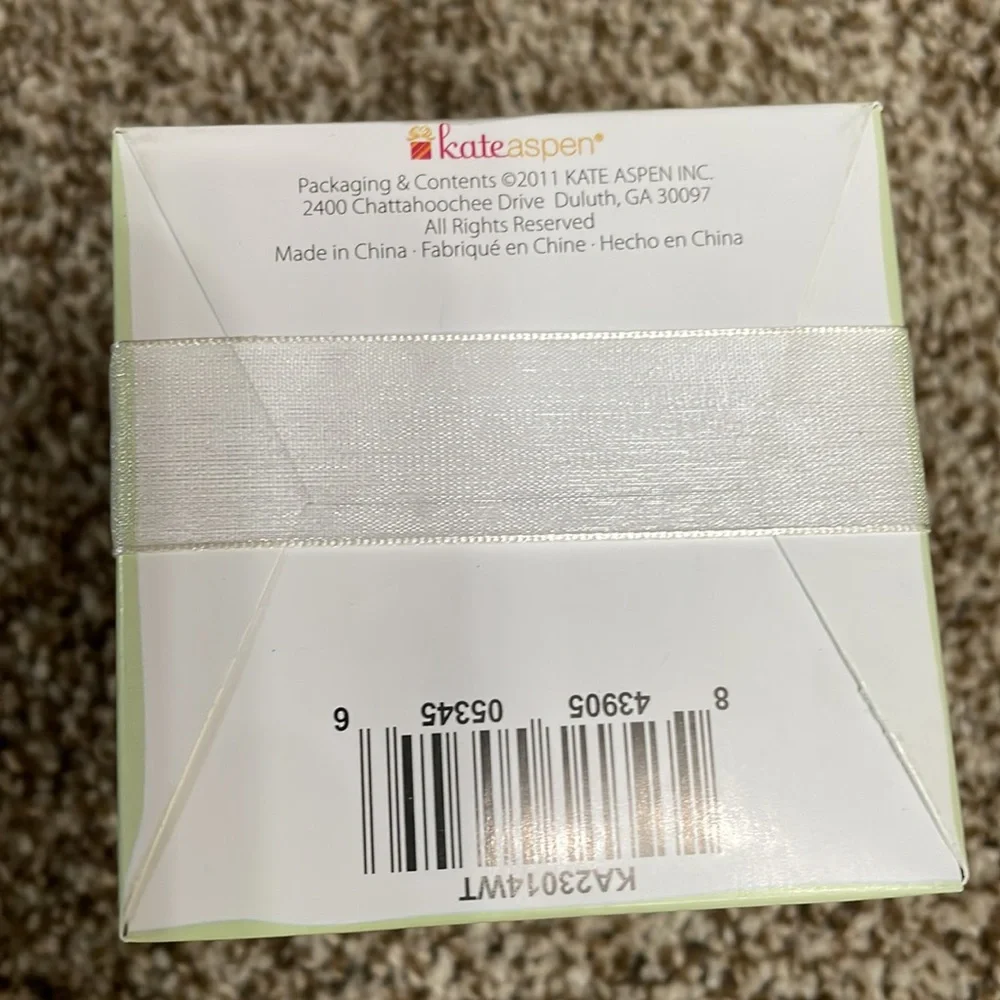 kateaspen®
Packaging & Contents ©2011 KATE ASPEN INC.
2400 Chattahoochee Drive Duluth, GA 30097
All Rights Reserved
Made in China · Fabriqué en Chine · Hecho en China
KA23014WT
8 43905 05345 6